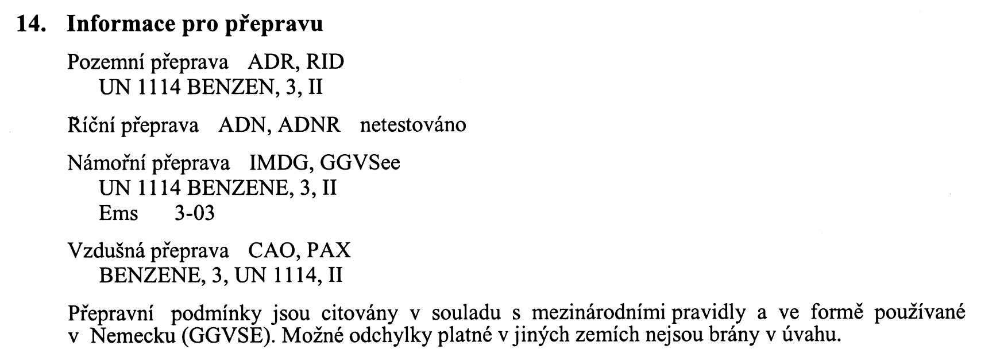 14. Informace pro přepravu
Pozemní přeprava ADR, RID
UN 1114 BENZEN, 3, II
Říční přeprava ADN, ADNR netestováno
Námořní přeprava IMDG, GGVSee
UN 1114 BENZENE, 3, II
Ems 3-03
Vzdušná přeprava CAO, PAX
BENZENE, 3, UN 1114, II
Přepravní podmínky jsou citovány v souladu s mezinárodními pravidly a ve formě používané
v Nemecku (GGVSE). Možné odchylky platné v jiných zemích nejsou brány v úvahu.